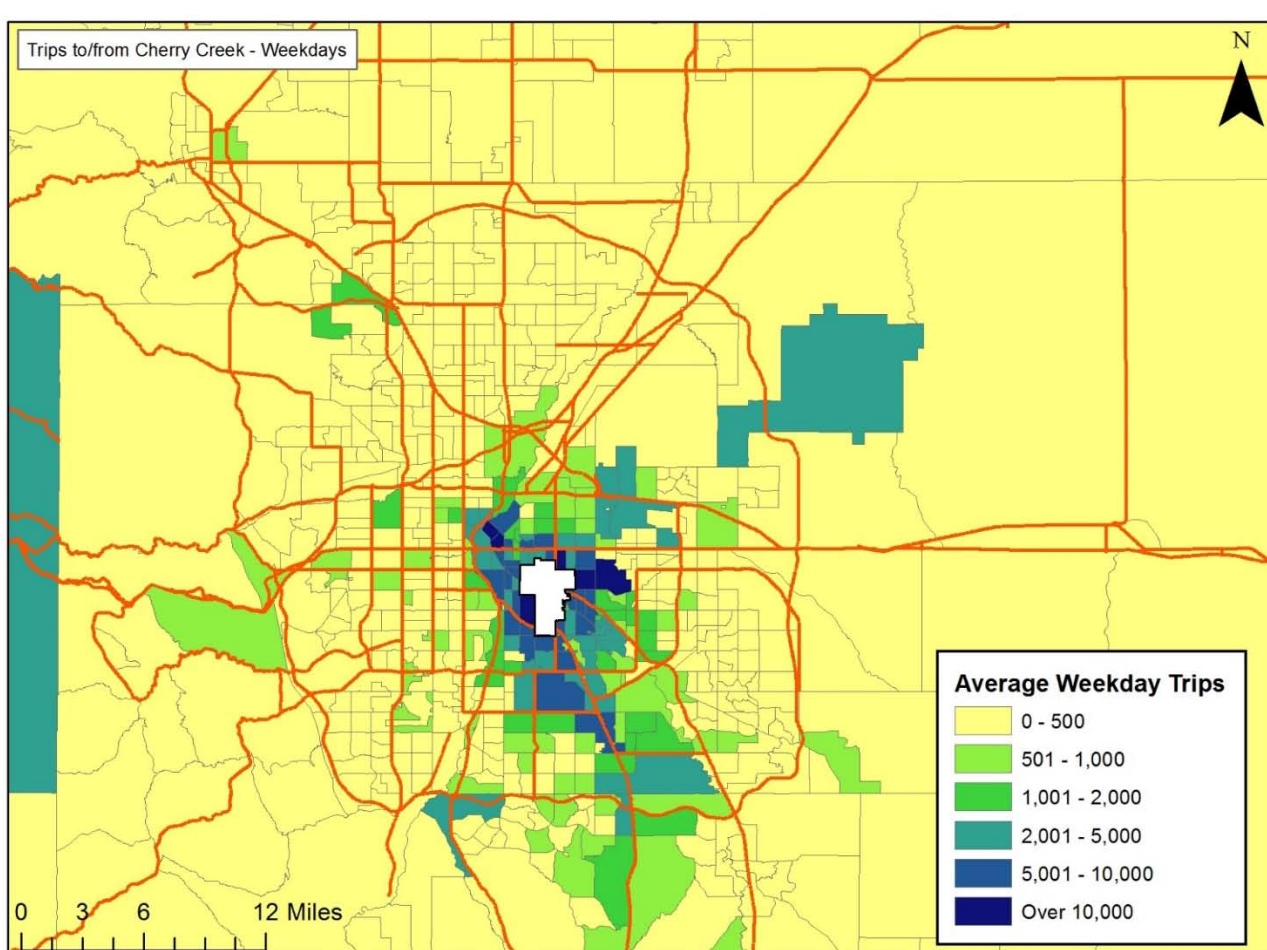 Trips to/from Cherry Creek - Weekdays
N
Average Weekday Trips
0 - 500
501 - 1,000
1,001 - 2,000
2,001 - 5,000
5,001 - 10,000
Over 10,000
0 3 6 12 Miles